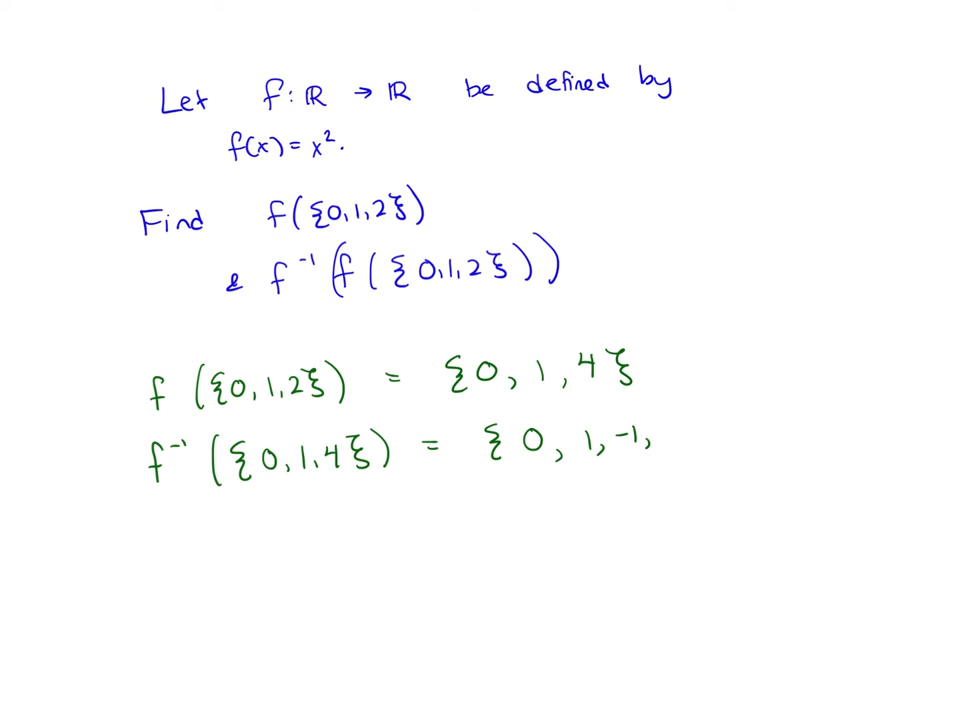 Let f: ℝ → ℝ be defined by
f(x) = x².
Find f({0,1,2})
& f⁻¹(f({0,1,2}))
f({0,1,2}) = {0, 1, 4}
f⁻¹({0,1,4}) = {0, 1, -1,